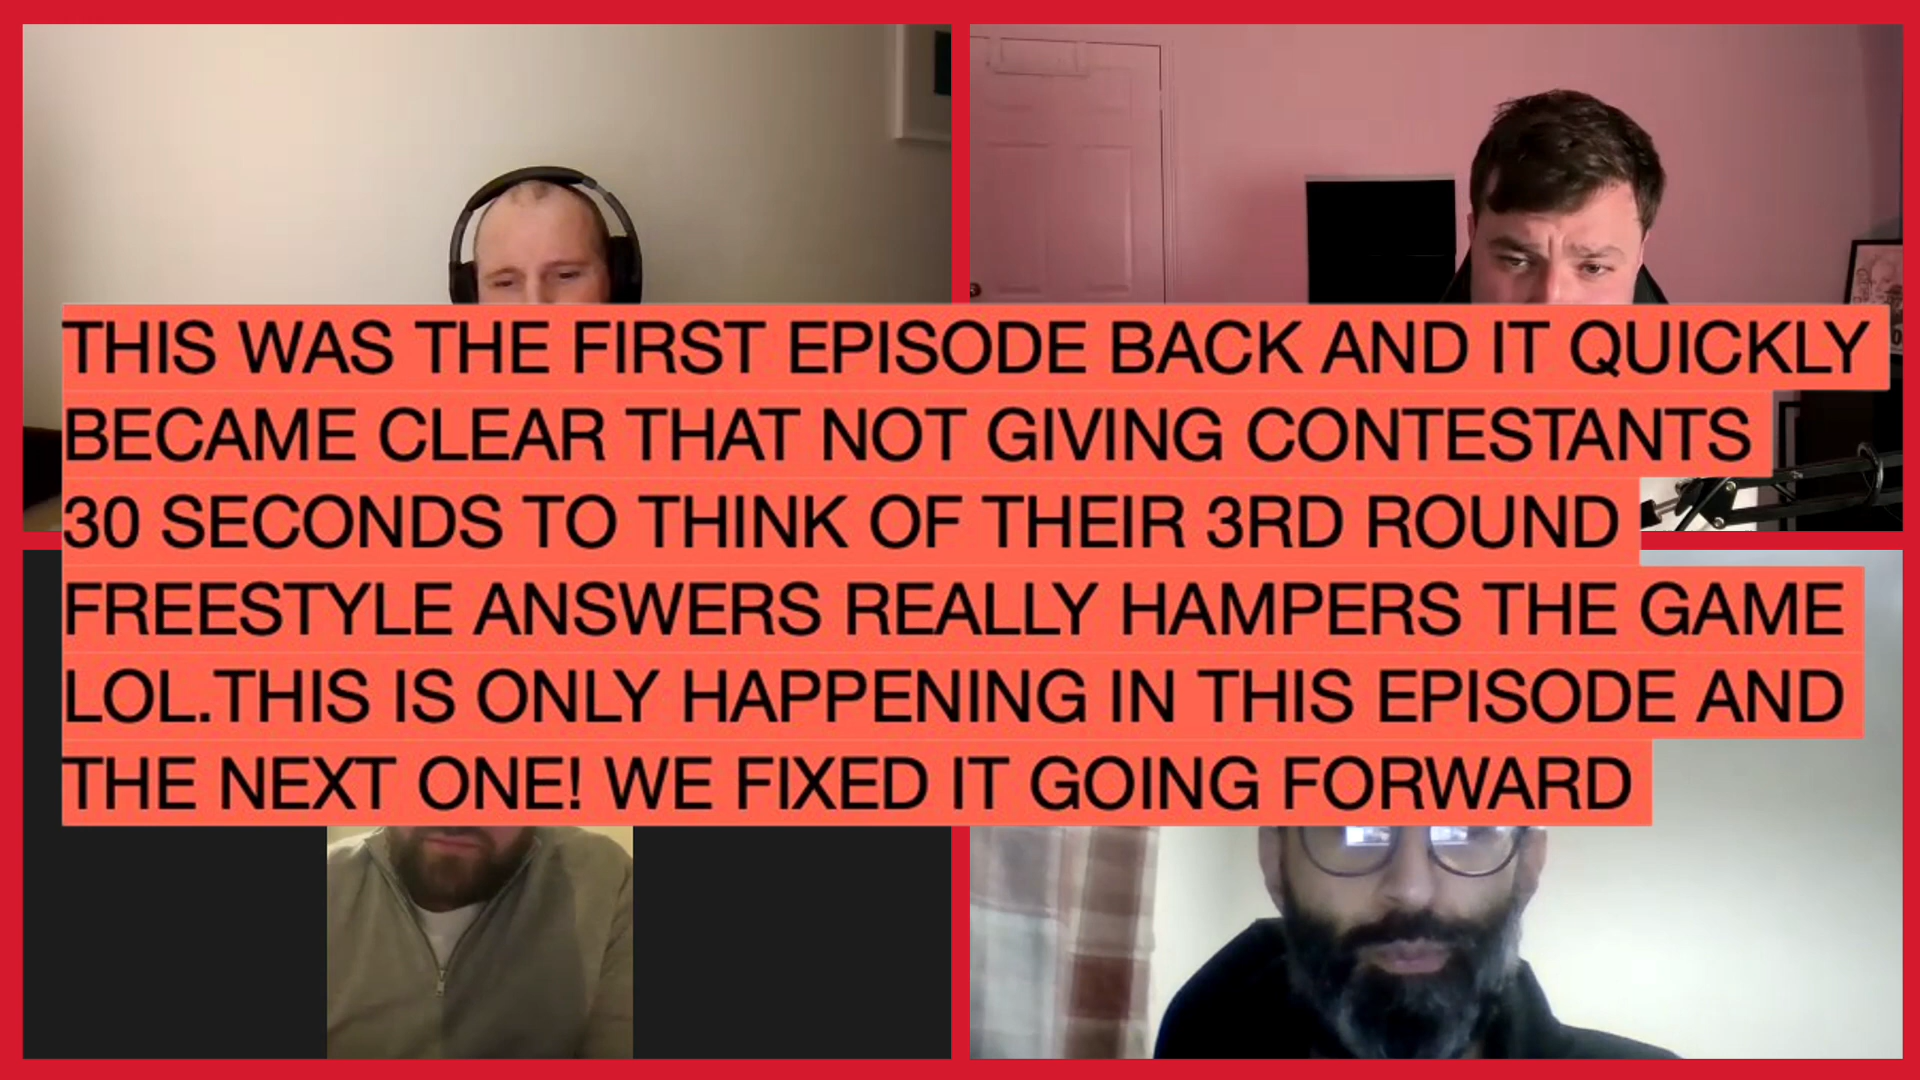 THIS WAS THE FIRST EPISODE BACK AND IT QUICKLY
BECAME CLEAR THAT NOT GIVING CONTESTANTS
30 SECONDS TO THINK OF THEIR 3RD ROUND
FREESTYLE ANSWERS REALLY HAMPERS THE GAME
LOL.THIS IS ONLY HAPPENING IN THIS EPISODE AND
THE NEXT ONE! WE FIXED IT GOING FORWARD